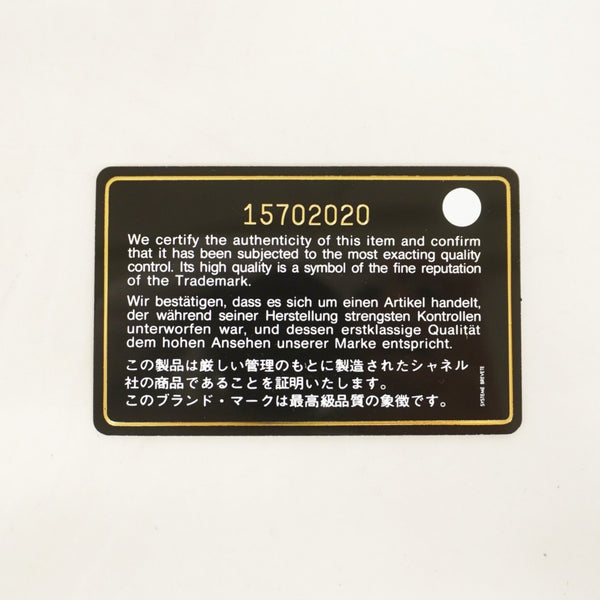 15702020
We certify the authenticity of this item and confirm
that it has been subjected to the most exacting quality
control. Its high quality is a symbol of the fine reputation
of the Trademark.
Wir bestätigen, dass es sich um einen Artikel handelt,
der während seiner Herstellung strengsten Kontrollen
unterworfen war, und dessen erstklassige Qualität
dem hohen Ansehen unserer Marke entspricht.
この製品は厳しい管理のもとに製造されたシャネル
社の商品であることを証明いたします。
このブランド・マークは最高級品質の象徴です。
SYSTEME BREVETE